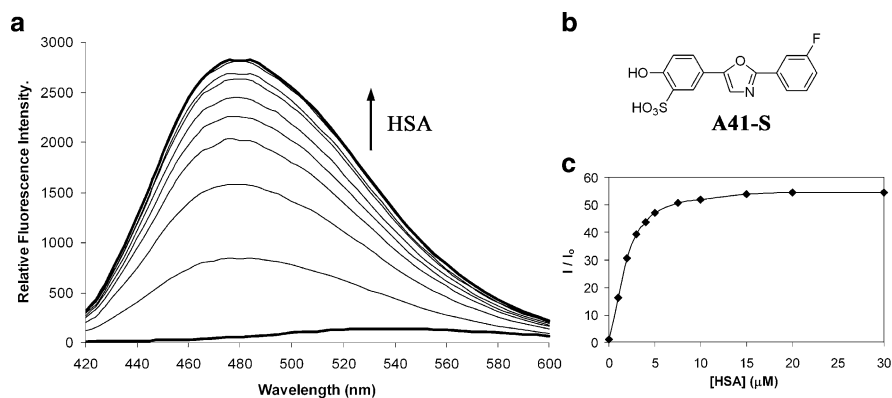 a
Relative Fluorescence Intensity.
3000
2500
2000
1500
1000
500
0
HSA
420 440 460 480 500 520 540 560 580 600
Wavelength (nm)
b
F
HO
O
N
HO₃S
A41-S
c
I / Iₒ
60
50
40
30
20
10
0
0 5 10 15 20 25 30
[HSA] (μM)